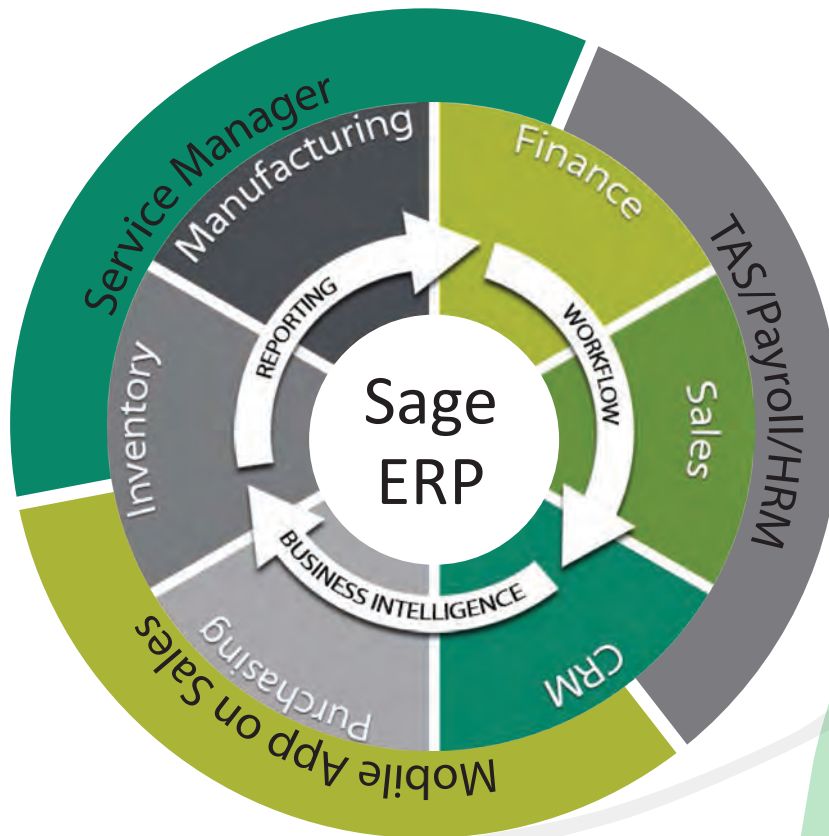 Service Manager
TAS/Payroll/HRM
Mobile App on Sales
Manufacturing
Finance
Sales
CRM
Purchasing
Inventory
REPORTING
WORKFLOW
BUSINESS INTELLIGENCE
Sage
ERP